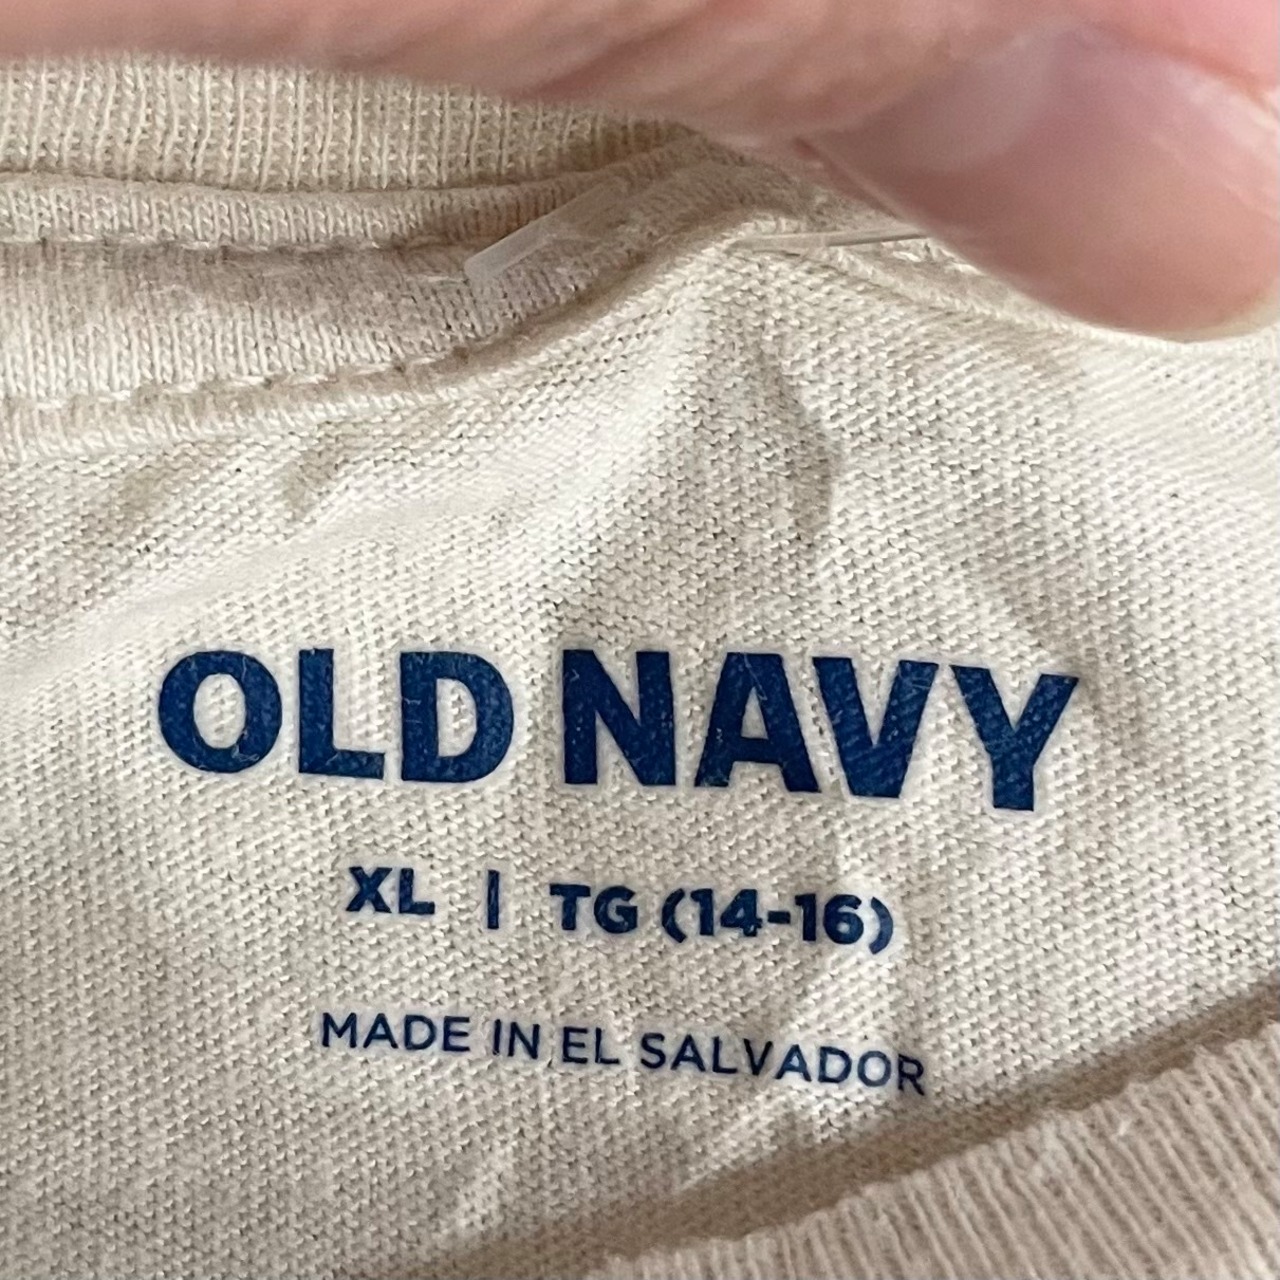 OLD NAVY
XL | TG (14-16)
MADE IN EL SALVADOR